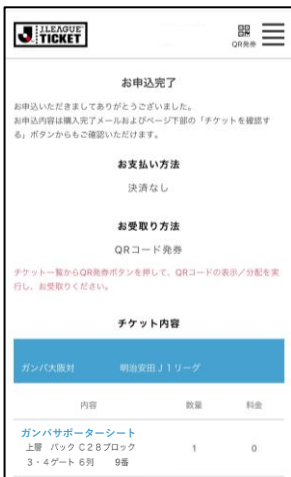 J.LEAGUE
TICKET
QR発券
お申込完了
お申込いただきましてありがとうございました。
お申込内容は購入完了メールおよびページ下部の「チケットを確認す
る」ボタンからもご確認いただけます。
お支払い方法
決済なし
お受取り方法
QRコード発券
チケット一覧からQR発券ボタンを押して、QRコードの表示／分配を実
行し、お受取りください。
チケット内容
ガンバ大阪対 明治安田Ｊ１リーグ
内容 数量 料金
ガンバサポーターシート
上層 バック Ｃ２８ブロック 1 0
３・４ゲート 6列 9番